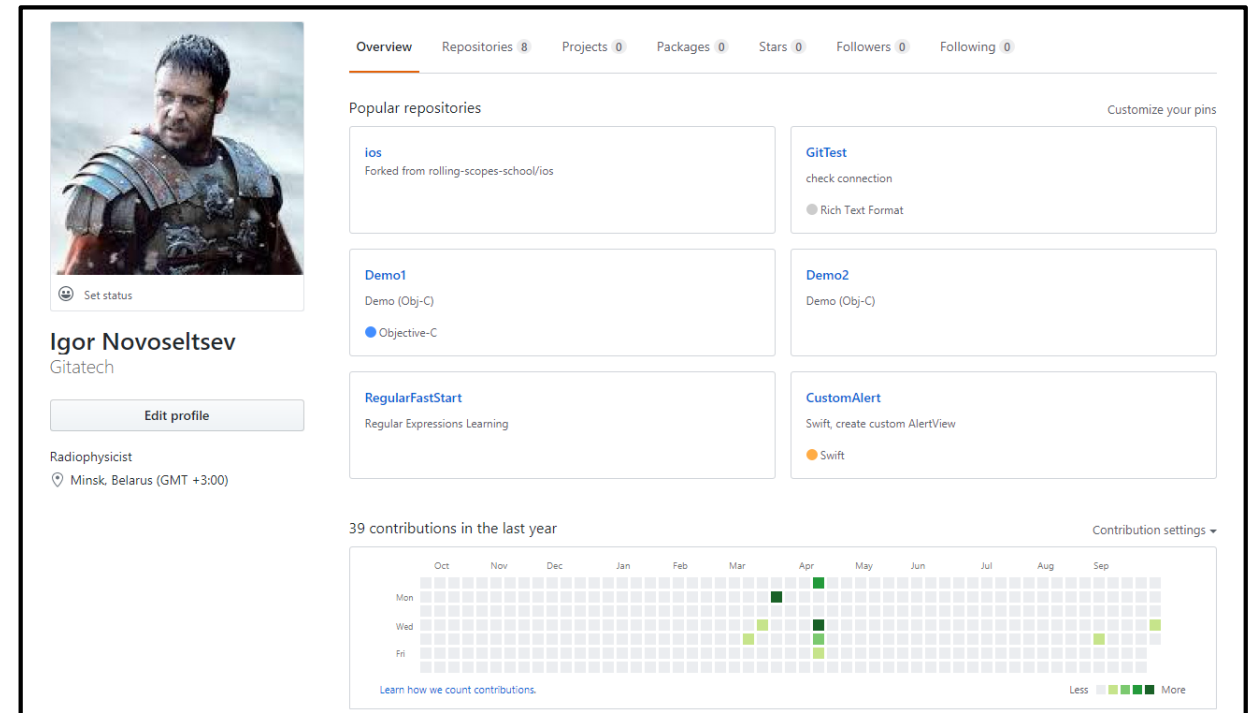 Overview Repositories 8 Projects 0 Packages 0 Stars 0 Followers 0 Following 0
Popular repositories Customize your pins
ios
Forked from rolling-scopes-school/ios
GitTest
check connection
Rich Text Format
Demo1
Demo (Obj-C)
Objective-C
Demo2
Demo (Obj-C)
RegularFastStart
Regular Expressions Learning
CustomAlert
Swift, create custom AlertView
Swift
Set status
Igor Novoseltsev
Gitatech
Edit profile
Radiophysicist
Minsk, Belarus (GMT +3:00)
39 contributions in the last year Contribution settings
Oct Nov Dec Jan Feb Mar Apr May Jun Jul Aug Sep
Mon
Wed
Fri
Learn how we count contributions. Less More